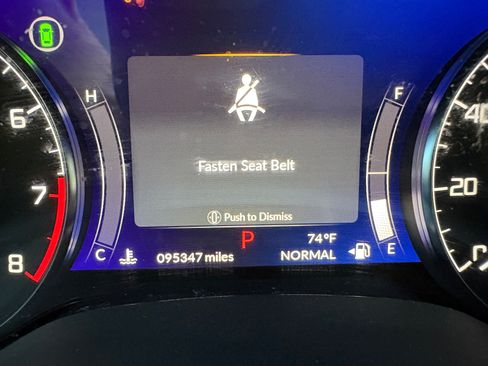 H
F
6
40
Fasten Seat Belt
7
20
Push to Dismiss
P
74°F
C
E
8
095347 miles
NORMAL